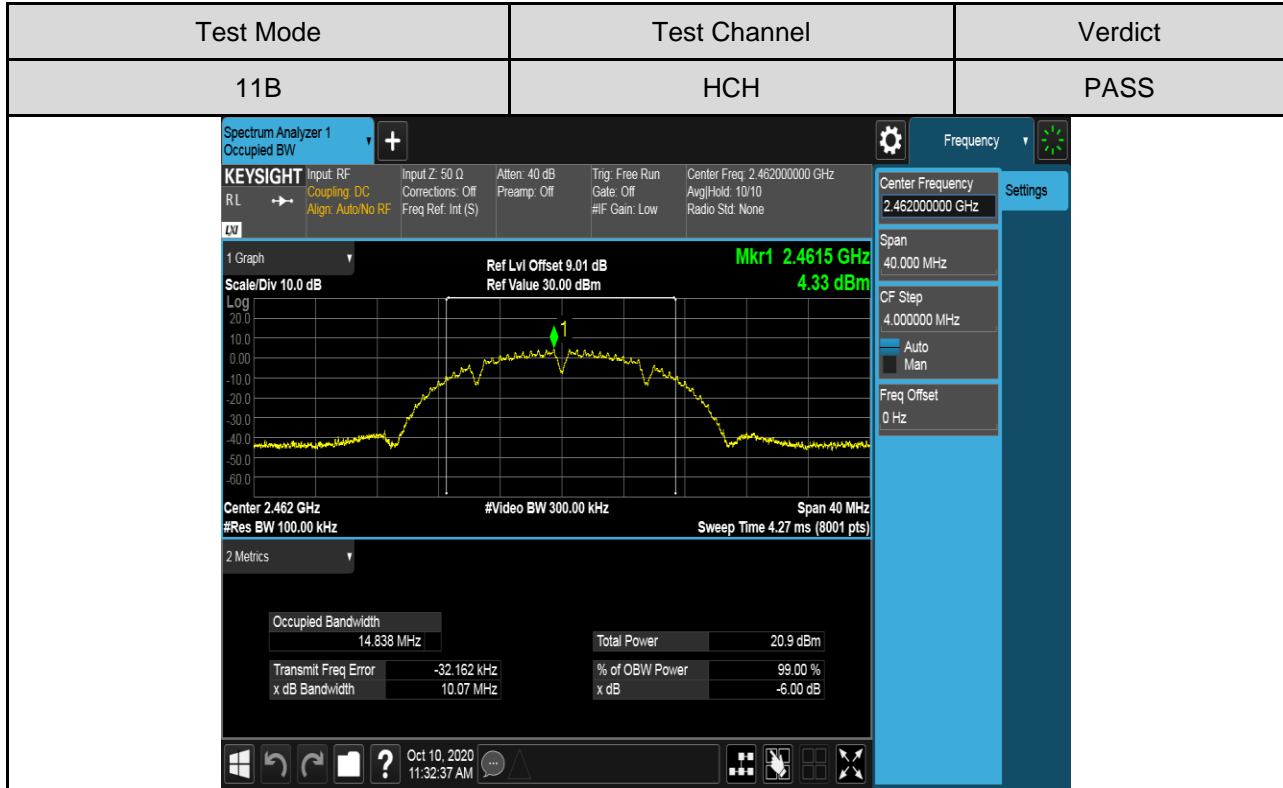 Test Mode Test Channel Verdict
11B HCH PASS
Spectrum Analyzer 1
Occupied BW
+
Frequency
KEYSIGHT Input: RF Input Z: 50 Ω Atten: 40 dB Trig: Free Run Center Freq: 2.462000000 GHz
RL Coupling: DC Corrections: Off Preamp: Off Gate: Off Avg|Hold: 10/10
Align: Auto/No RF Freq Ref: Int (S) #IF Gain: Low Radio Std: None
LXI
Center Frequency
2.462000000 GHz
Settings
Span
40.000 MHz
CF Step
4.000000 MHz
Auto
Man
Freq Offset
0 Hz
1 Graph Ref Lvl Offset 9.01 dB Mkr1 2.4615 GHz
Scale/Div 10.0 dB Ref Value 30.00 dBm 4.33 dBm
Log
20.0
10.0
0.00
-10.0
-20.0
-30.0
-40.0
-50.0
-60.0
1
Center 2.462 GHz #Video BW 300.00 kHz Span 40 MHz
#Res BW 100.00 kHz Sweep Time 4.27 ms (8001 pts)
2 Metrics
Occupied Bandwidth
14.838 MHz Total Power 20.9 dBm
Transmit Freq Error -32.162 kHz % of OBW Power 99.00 %
x dB Bandwidth 10.07 MHz x dB -6.00 dB
? Oct 10, 2020
11:32:37 AM